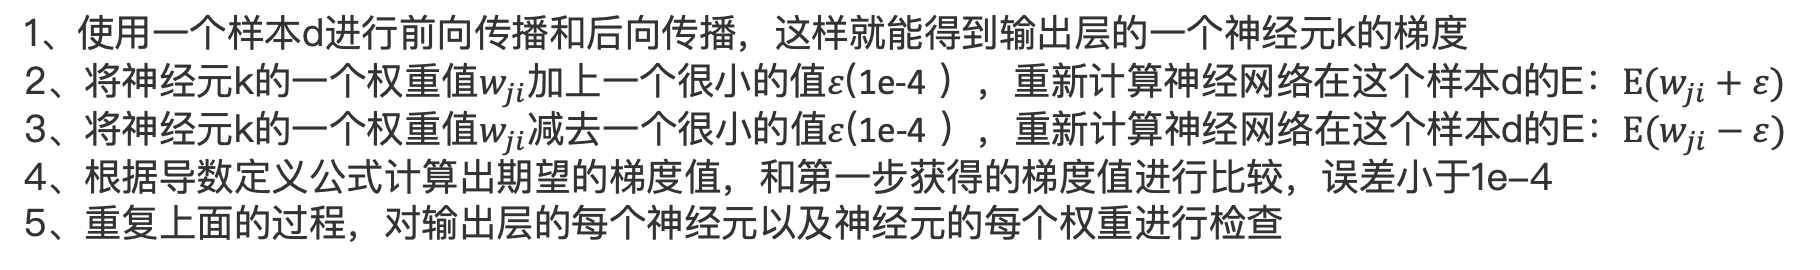 1、使用一个样本d进行前向传播和后向传播，这样就能得到输出层的一个神经元k的梯度
2、将神经元k的一个权重值wji加上一个很小的值ε(1e-4 ) ，重新计算神经网络在这个样本d的E：E(wji + ε)
3、将神经元k的一个权重值wji减去一个很小的值ε(1e-4 ) ，重新计算神经网络在这个样本d的E：E(wji − ε)
4、根据导数定义公式计算出期望的梯度值，和第一步获得的梯度值进行比较，误差小于1e–4
5、重复上面的过程，对输出层的每个神经元以及神经元的每个权重进行检查